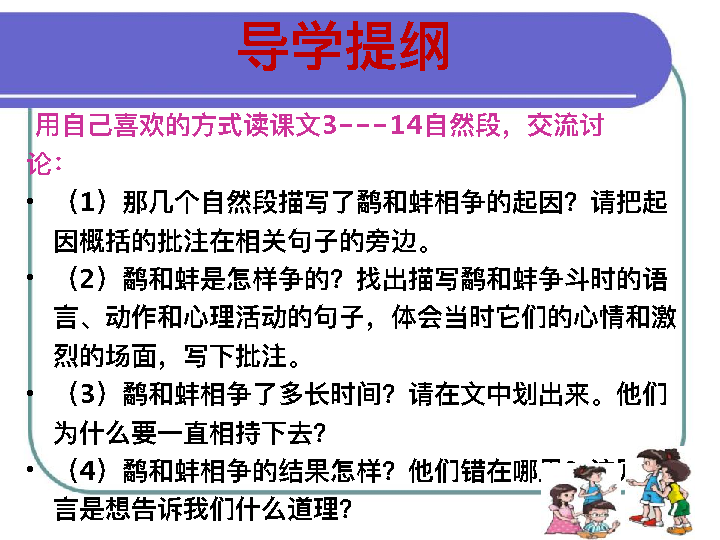 导学提纲
用自己喜欢的方式读课文3---14自然段，交流讨
论：
• （1）那几个自然段描写了鹬和蚌相争的起因？请把起
因概括的批注在相关句子的旁边。
• （2）鹬和蚌是怎样争的？找出描写鹬和蚌争斗时的语
言、动作和心理活动的句子，体会当时它们的心情和激
烈的场面，写下批注。
• （3）鹬和蚌相争了多长时间？请在文中划出出来。他们
为什么要一直相持下去？
• （4）鹬和蚌相争的结果怎样？他们错在哪
言是想告诉我们什么道理？